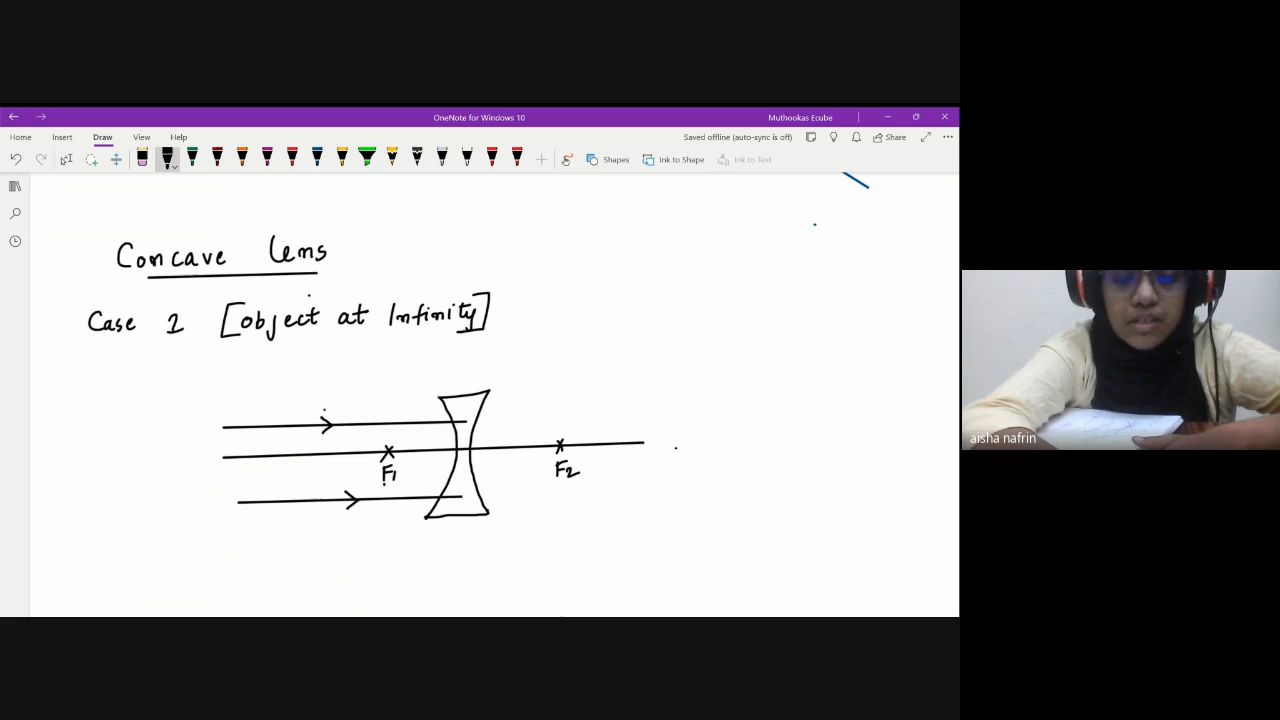 OneNote for Windows 10
Muthookas Ecube
Home Insert Draw View Help
Saved offline (auto-sync is off)
Share
Shapes
Ink to Shape
Ink to Text
Concave lens
Case 1 [object at Infinity]
F1
F2
aisha nafrin